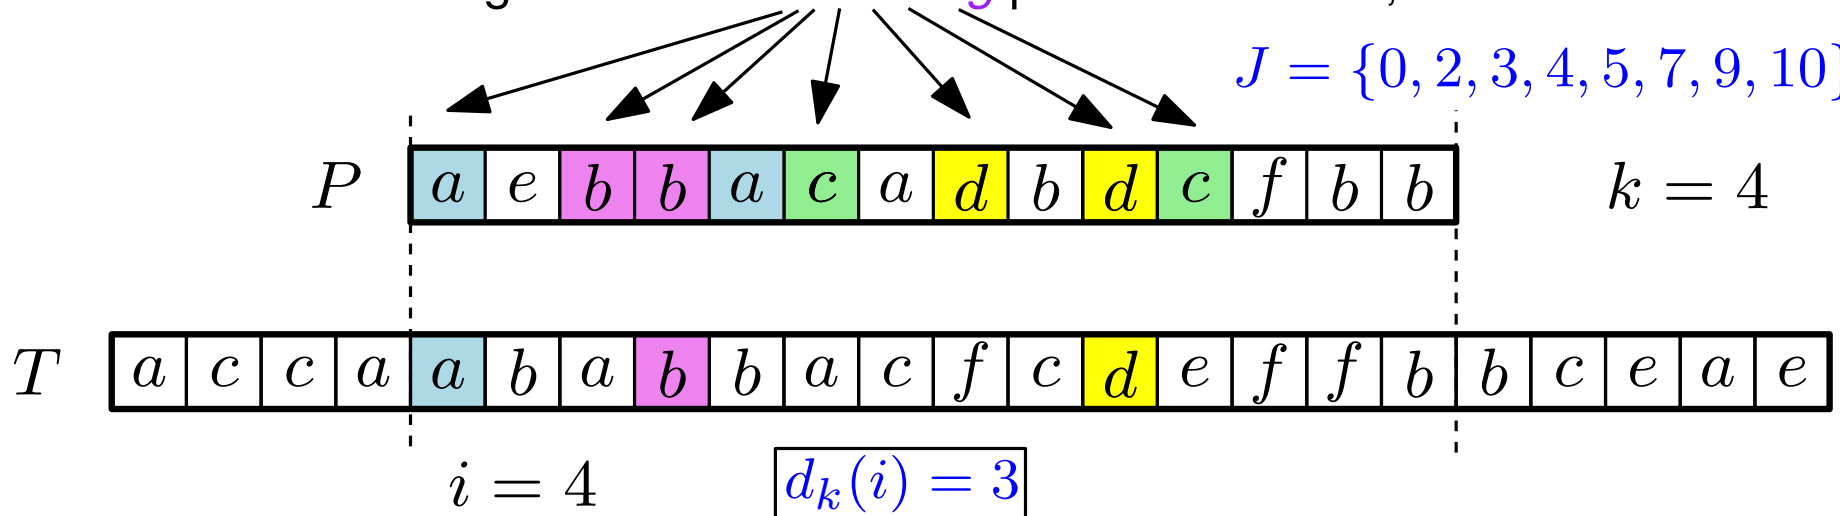 J = {0, 2, 3, 4, 5, 7, 9, 10}
P a e b b a c a d b d c f b b k = 4
T a c c a a b a b b a c f c d e f f b b c e a e
i = 4 d_k(i) = 3